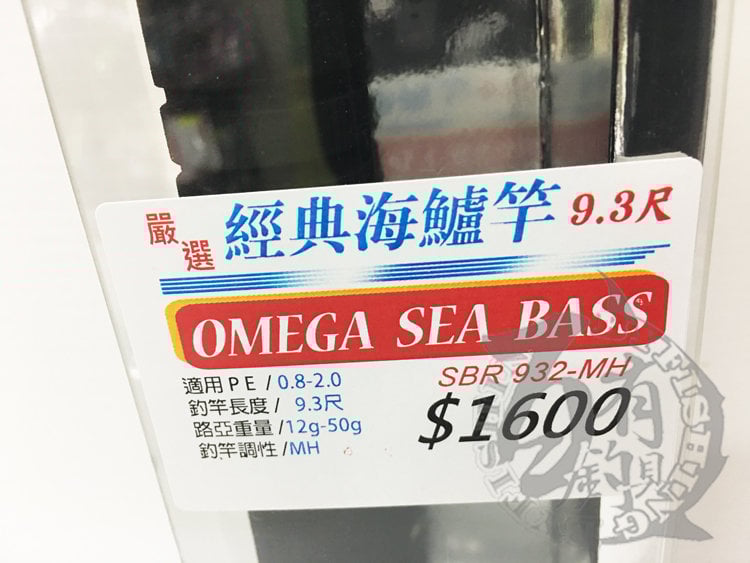 嚴選 經典海鱸竿 9.3尺
OMEGA SEA BASS
SBR 932-MH
適用PE/0.8-2.0
釣竿長度/ 9.3尺
路亞重量/12g-50g
釣竿調性/MH
$1600